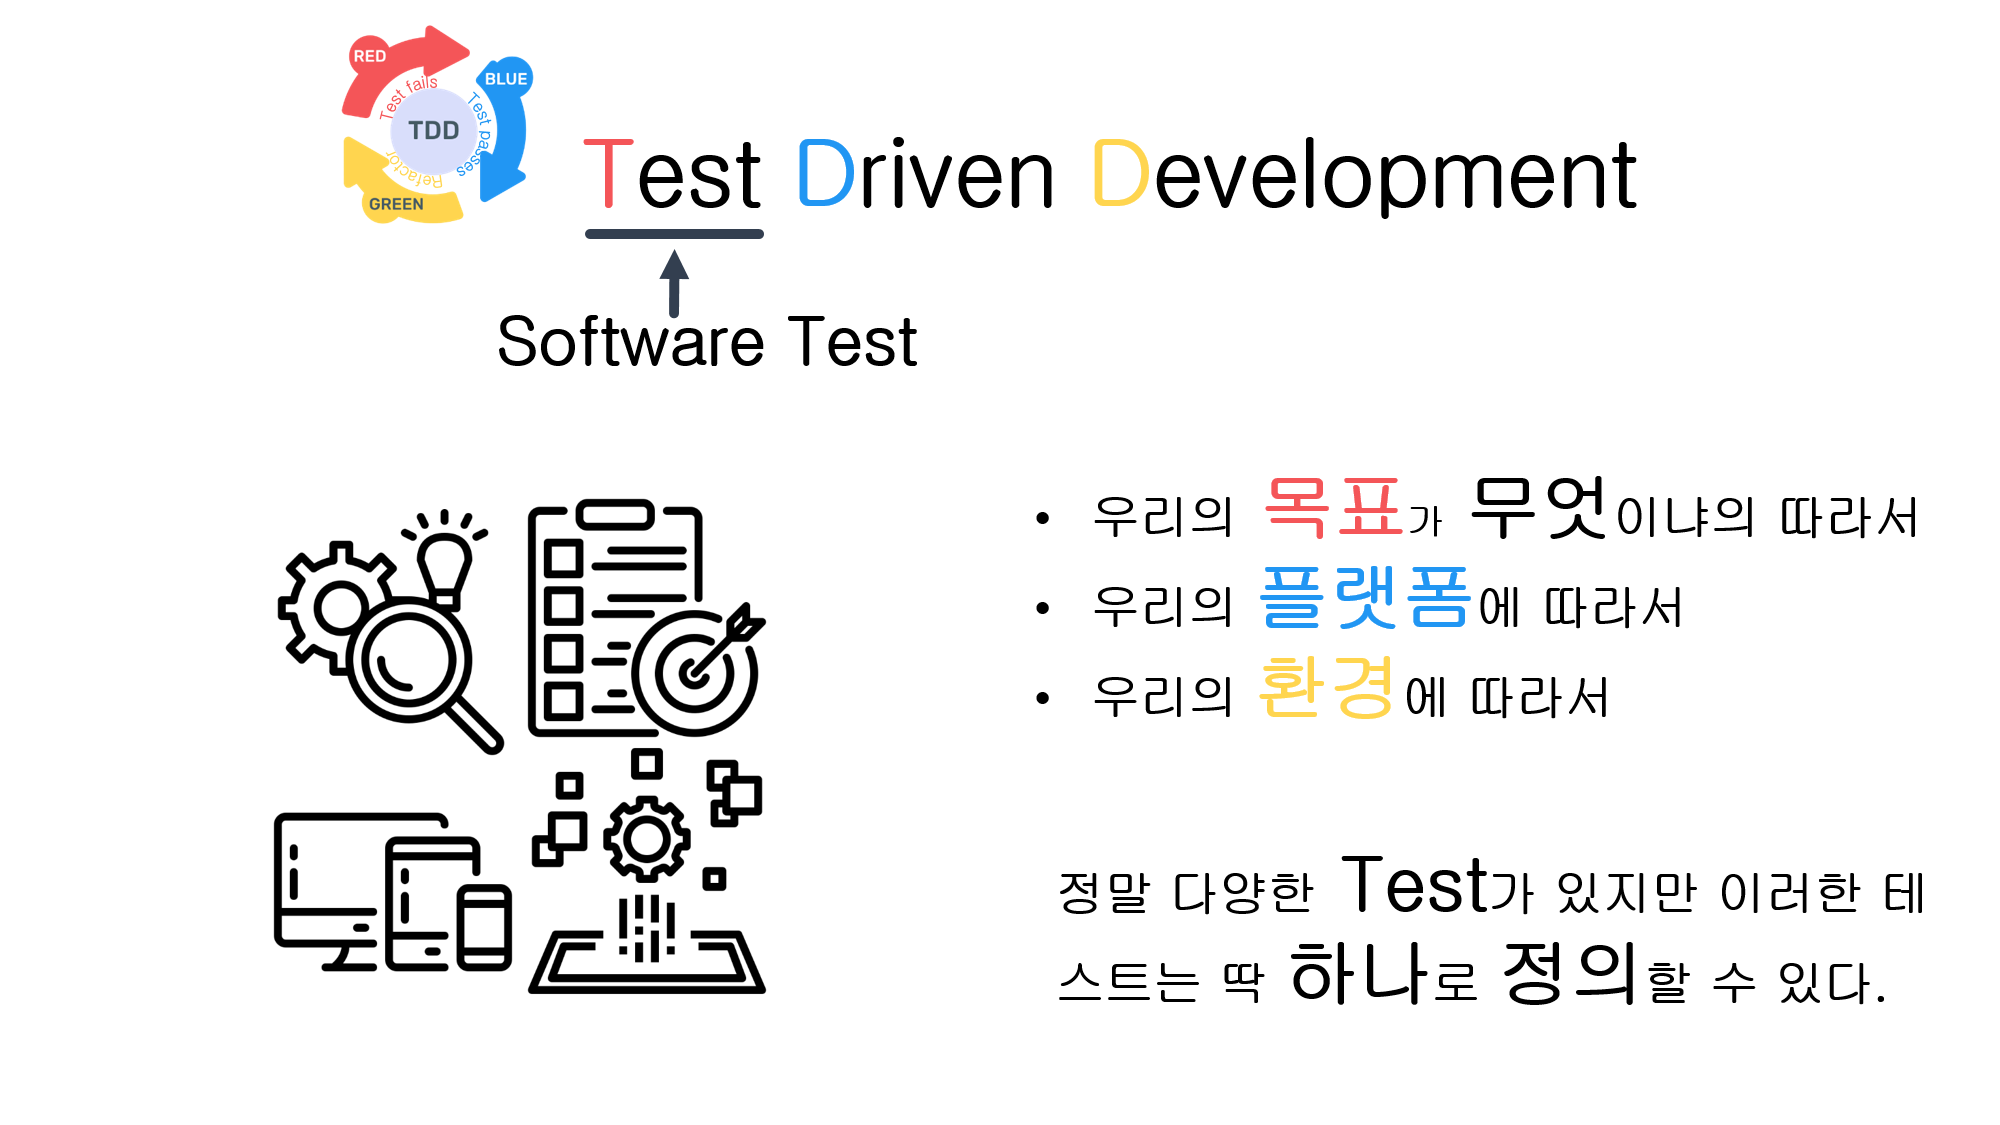 RED
Test fails
BLUE
Test passes
TDD
Refactor
GREEN
Test Driven Development
Software Test
• 우리의 목표가 무엇이냐의 따라서
• 우리의 플랫폼에 따라서
• 우리의 환경에 따라서
정말 다양한 Test가 있지만 이러한 테
스트는 딱 하나로 정의할 수 있다.